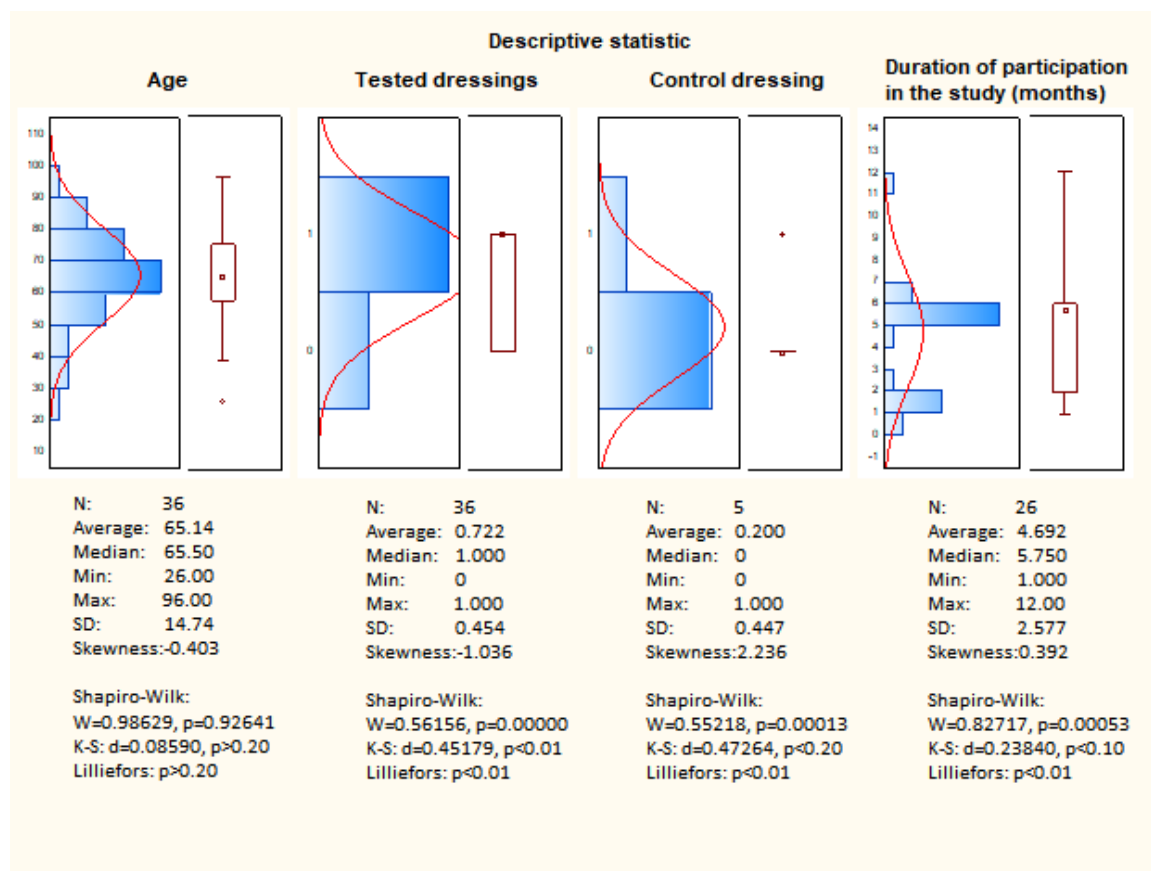 Descriptive statistic
Age
Tested dressings
Control dressing
Duration of participation
in the study (months)
110
100
90
80
70
60
50
40
30
20
10
1
0
1
0
14
13
12
11
10
9
8
7
6
5
4
3
2
1
0
-1
N: 36
Average: 65.14
Median: 65.50
Min: 26.00
Max: 96.00
SD: 14.74
Skewness:-0.403
Shapiro-Wilk:
W=0.98629, p=0.92641
K-S: d=0.08590, p>0.20
Lilliefors: p>0.20
N: 36
Average: 0.722
Median: 1.000
Min: 0
Max: 1.000
SD: 0.454
Skewness:-1.036
Shapiro-Wilk:
W=0.56156, p=0.00000
K-S: d=0.45179, p<0.01
Lilliefors: p<0.01
N: 5
Average: 0.200
Median: 0
Min: 0
Max: 1.000
SD: 0.447
Skewness:2.236
Shapiro-Wilk:
W=0.55218, p=0.00013
K-S: d=0.47264, p<0.20
Lilliefors: p<0.01
N: 26
Average: 4.692
Median: 5.750
Min: 1.000
Max: 12.00
SD: 2.577
Skewness:0.392
Shapiro-Wilk:
W=0.82717, p=0.00053
K-S: d=0.23840, p<0.10
Lilliefors: p<0.01